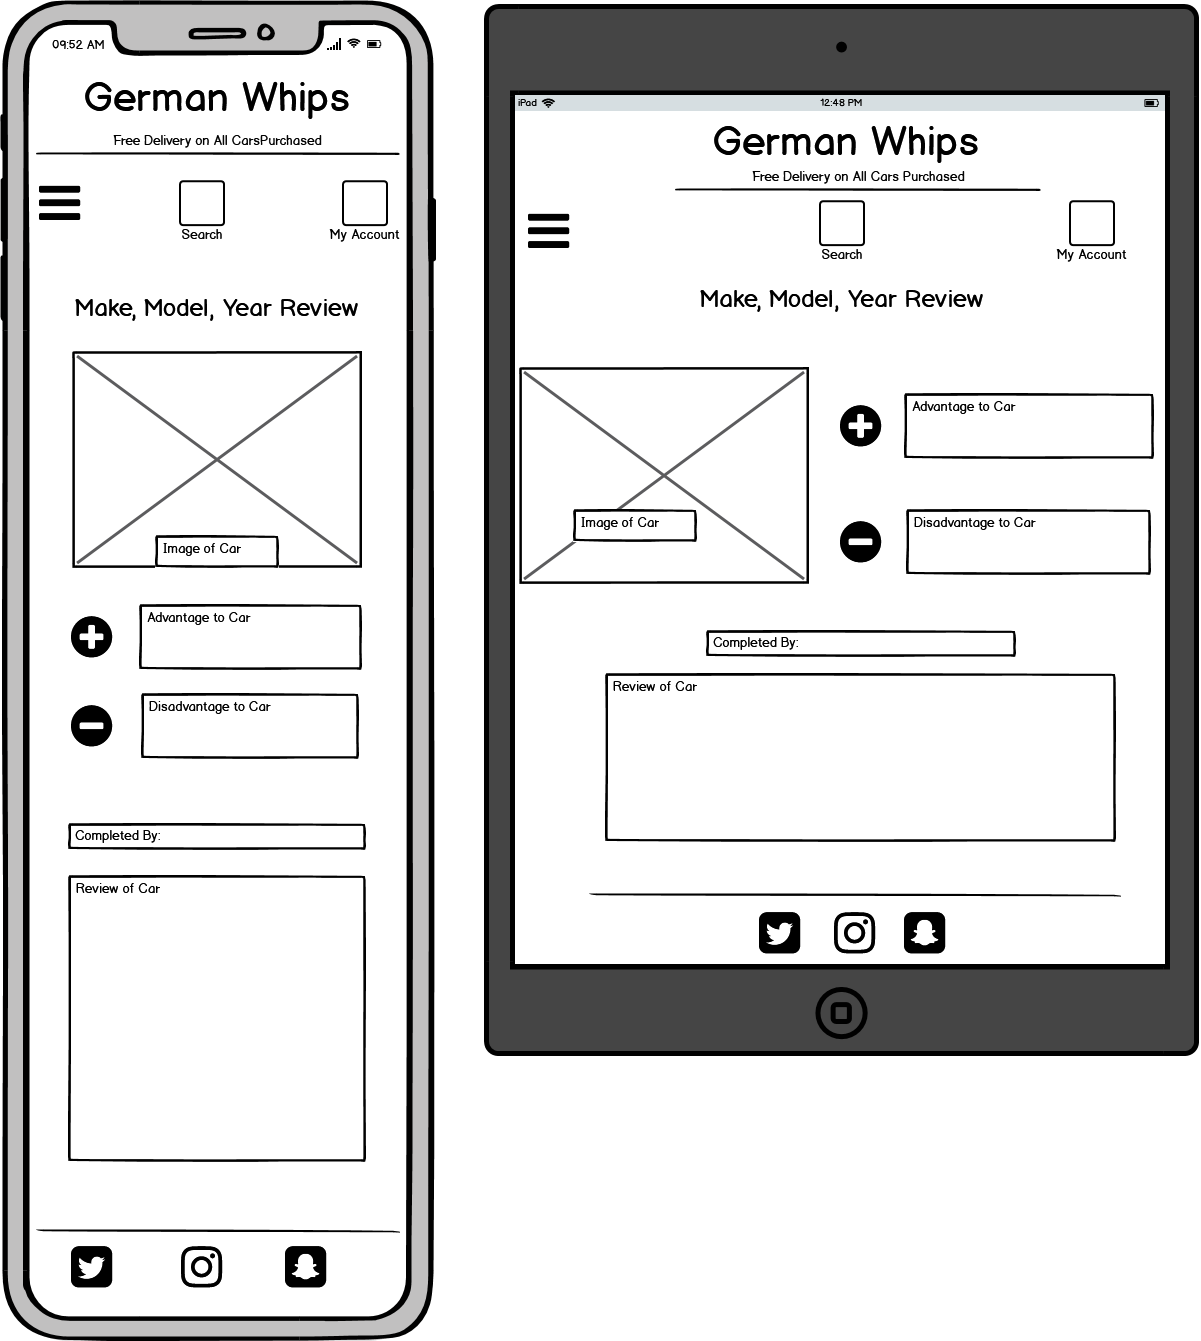 09:52 AM
German Whips
Free Delivery on All CarsPurchased
Search
My Account
Make, Model, Year Review
Image of Car
Advantage to Car
Disadvantage to Car
Completed By:
Review of Car
iPad
12:48 PM
German Whips
Free Delivery on All Cars Purchased
Search
My Account
Make, Model, Year Review
Image of Car
Advantage to Car
Disadvantage to Car
Completed By:
Review of Car